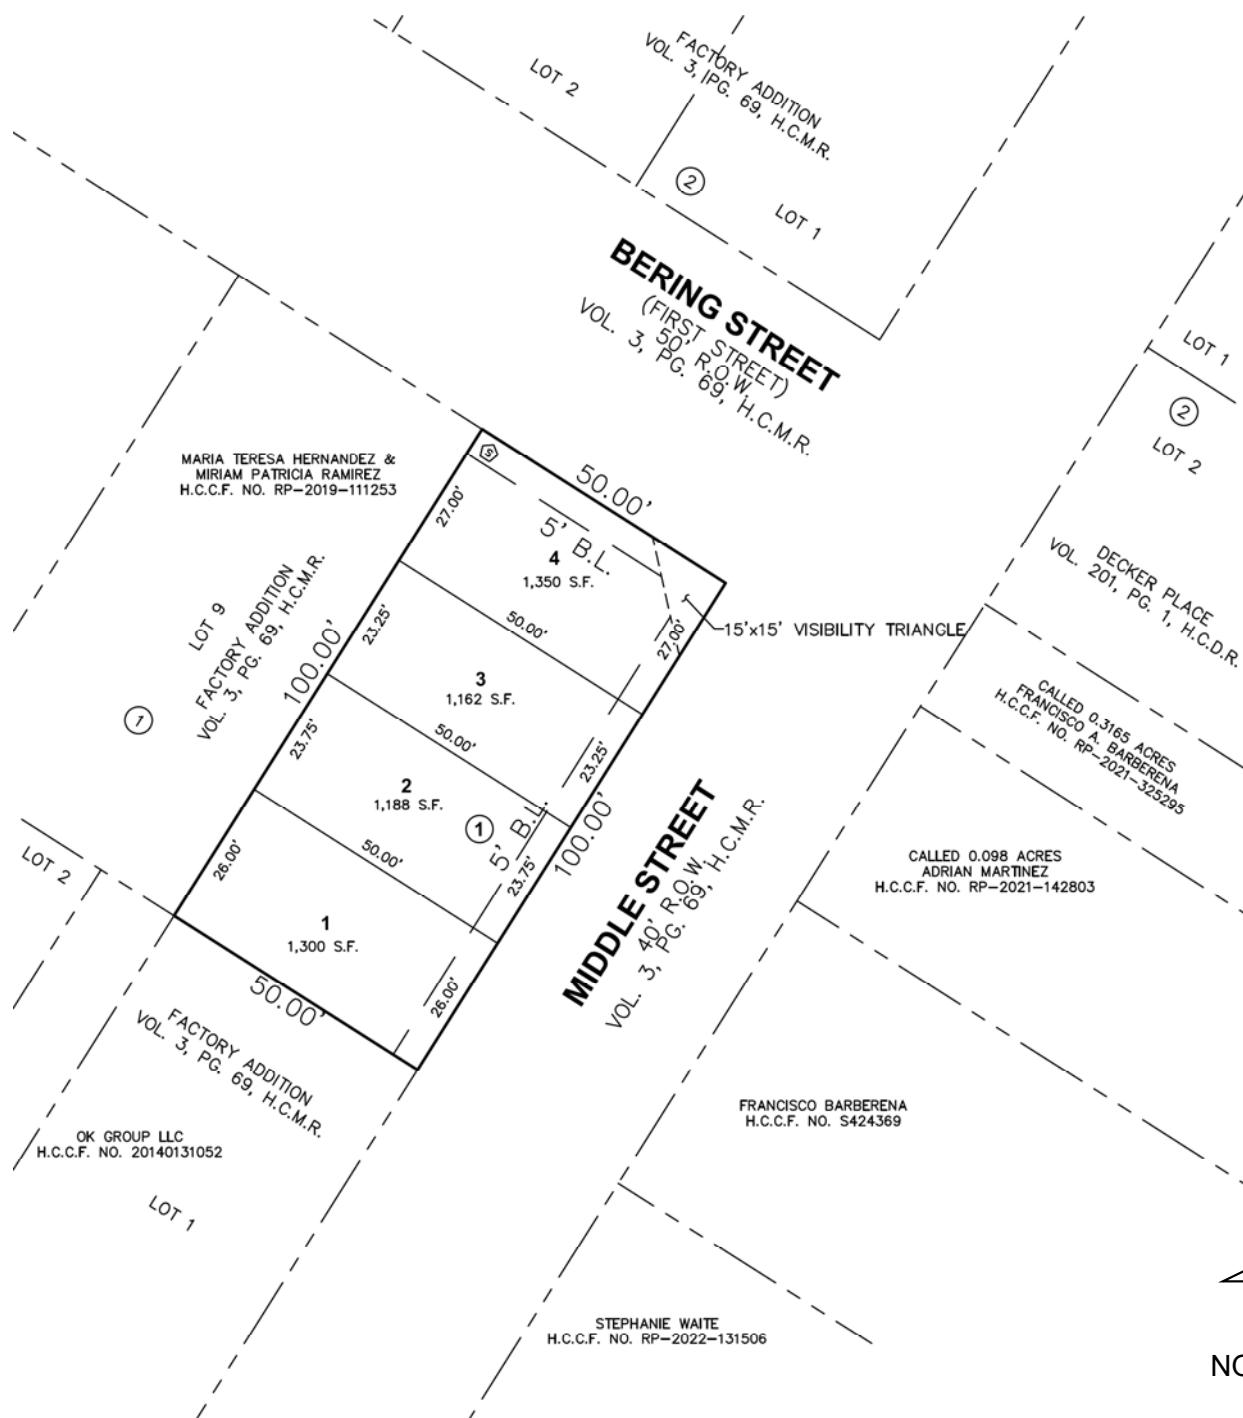 LOT 2
FACTORY ADDITION
VOL. 3, PG. 69, H.C.M.R.
2
LOT 1
BERING STREET
(FIRST STREET)
50' R.O.W.
VOL. 3, PG. 69, H.C.M.R.
LOT 1
2
LOT 2
DECKER PLACE
VOL. 201, PG. 1, H.C.D.R.
MARIA TERESA HERNANDEZ &
MIRIAM PATRICIA RAMIREZ
H.C.C.F. NO. RP-2019-111253
LOT 9
FACTORY ADDITION
VOL. 3, PG. 69, H.C.M.R.
1
5
50.00'
5' B.L.
27.00'
4
1,350 S.F.
50.00'
27.00'
15'x15' VISIBILITY TRIANGLE
100.00'
23.25'
3
1,162 S.F.
50.00'
23.25'
23.75'
2
1,188 S.F.
1
5' B.L.
50.00'
23.75'
100.00'
26.00'
1
1,300 S.F.
26.00'
50.00'
MIDDLE STREET
40' R.O.W.
VOL. 3, PG. 69, H.C.M.R.
CALLED 0.3165 ACRES
FRANCISCO A. BARBERENA
H.C.C.F. NO. RP-2021-325295
CALLED 0.098 ACRES
ADRIAN MARTINEZ
H.C.C.F. NO. RP-2021-142803
LOT 2
FACTORY ADDITION
VOL. 3, PG. 69, H.C.M.R.
OK GROUP LLC
H.C.C.F. NO. 20140131052
LOT 1
FRANCISCO BARBERENA
H.C.C.F. NO. S424369
STEPHANIE WAITE
H.C.C.F. NO. RP-2022-131506